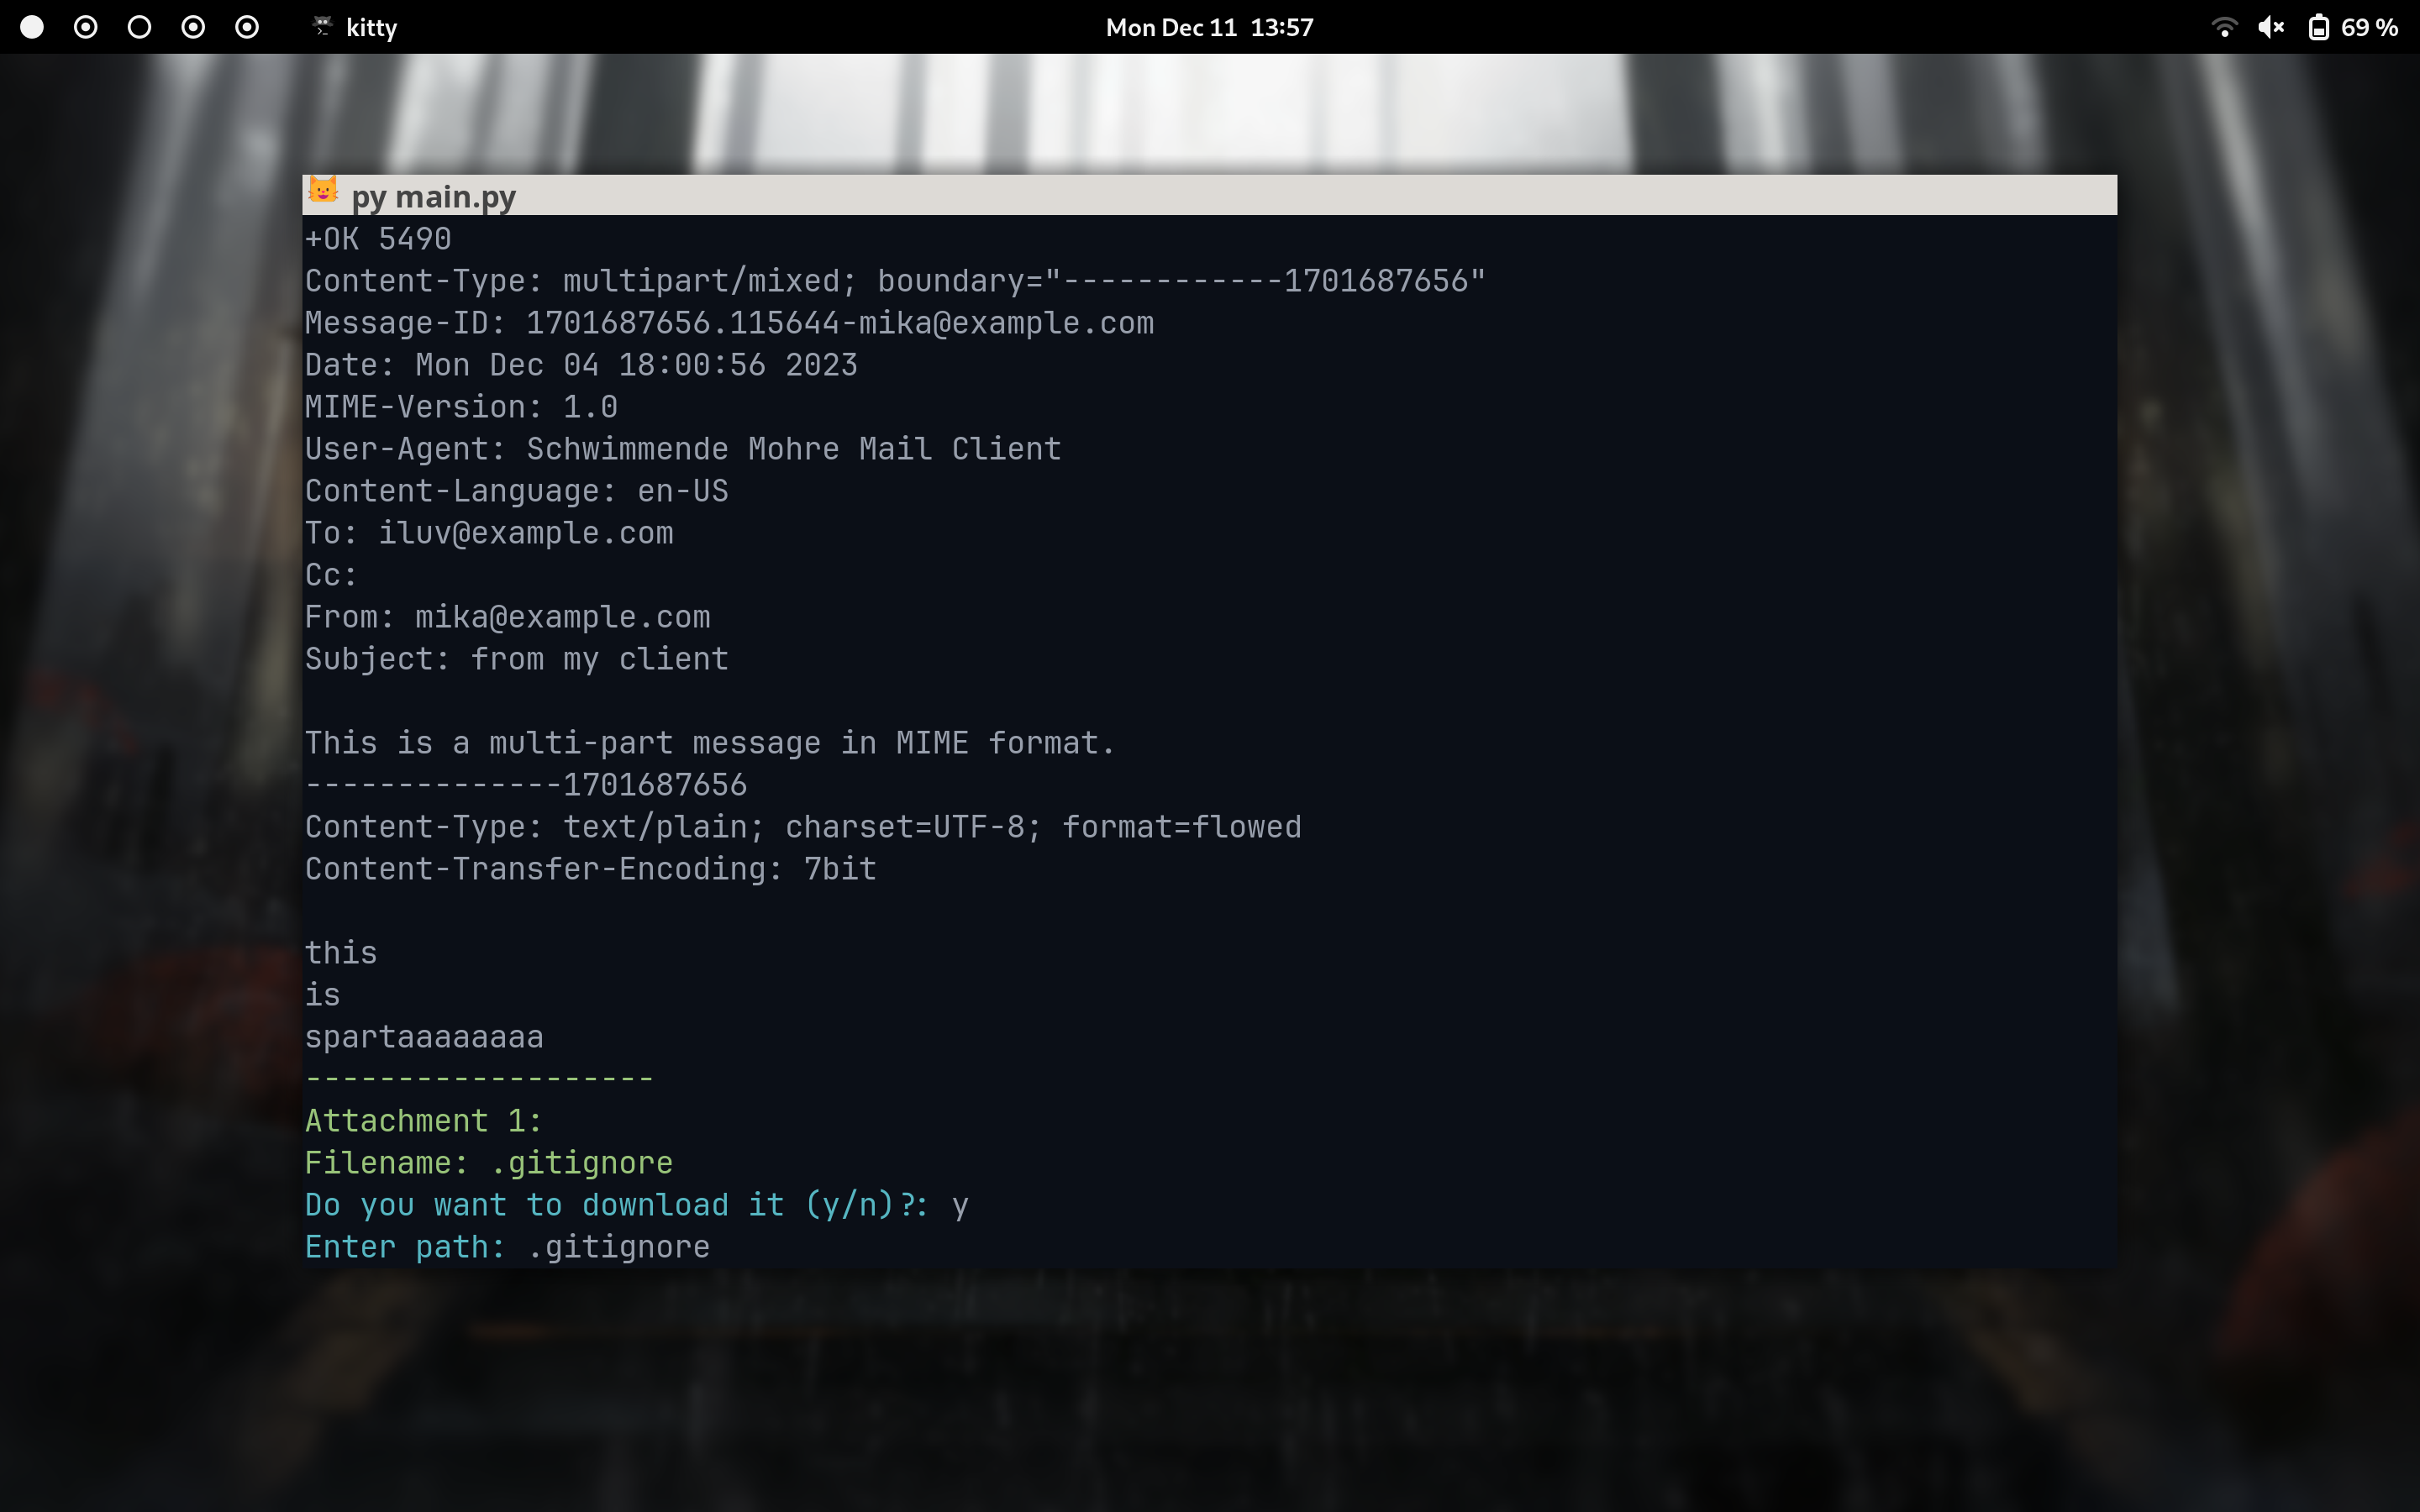 kitty
Mon Dec 11 13:57
69 %
py main.py
+OK 5490
Content-Type: multipart/mixed; boundary="------------1701687656"
Message-ID: 1701687656.115644-mika@example.com
Date: Mon Dec 04 18:00:56 2023
MIME-Version: 1.0
User-Agent: Schwimmende Mohre Mail Client
Content-Language: en-US
To: iluv@example.com
Cc:
From: mika@example.com
Subject: from my client
This is a multi-part message in MIME format.
--------------1701687656
Content-Type: text/plain; charset=UTF-8; format=flowed
Content-Transfer-Encoding: 7bit
this
is
spartaaaaaaaa
-------------------
Attachment 1:
Filename: .gitignore
Do you want to download it (y/n)?: y
Enter path: .gitignore